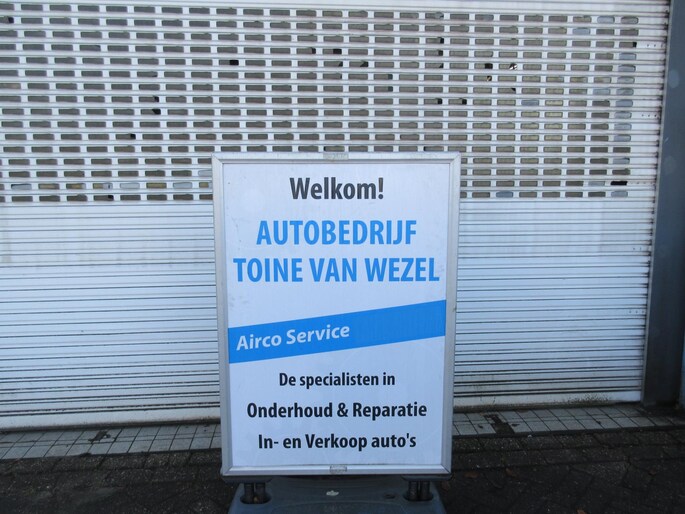 Welkom!
AUTOBEDRIJF
TOINE VAN WEZEL
Airco Service
De specialisten in
Onderhoud & Reparatie
In- en Verkoop auto's